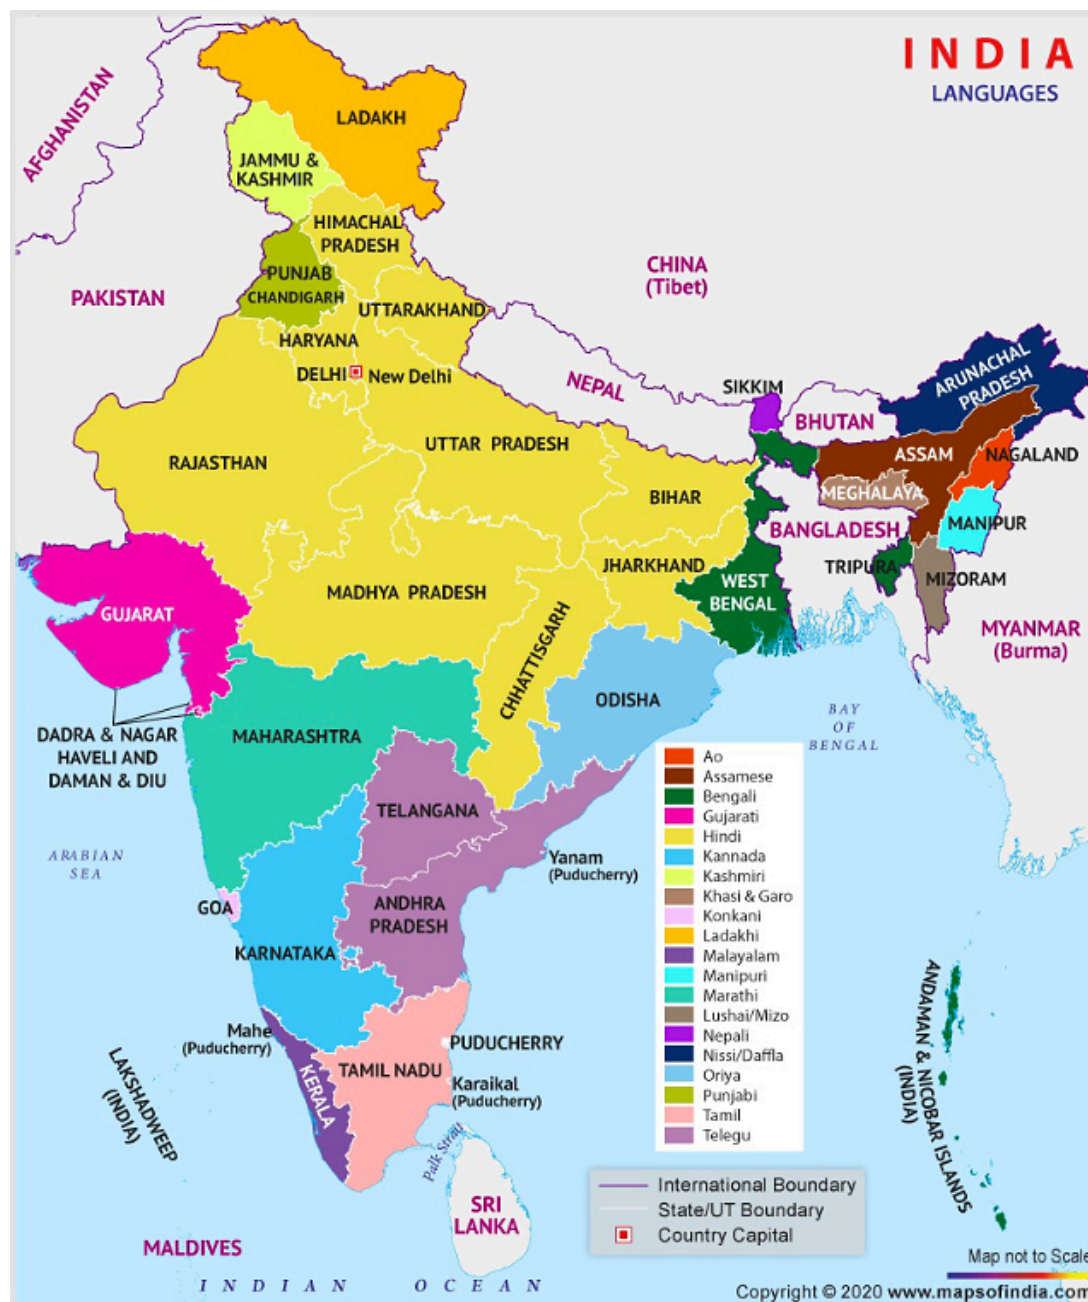 INDIA
LANGUAGES
AFGHANISTAN
LADAKH
JAMMU &
KASHMIR
HIMACHAL
PRADESH
PUNJAB
CHANDIGARH
PAKISTAN
CHINA
(Tibet)
UTTARAKHAND
HARYANA
DELHI
New Delhi
NEPAL
SIKKIM
BHUTAN
ARUNACHAL
PRADESH
UTTAR PRADESH
RAJASTHAN
ASSAM
NAGALAND
BIHAR
MEGHALAYA
BANGLADESH
MANIPUR
JHARKHAND
TRIPURA
MIZORAM
WEST
BENGAL
MADHYA PRADESH
GUJARAT
CHHATTISGARH
MYANMAR
(Burma)
ODISHA
DADRA & NAGAR
HAVELI AND
DAMAN & DIU
MAHARASHTRA
BAY
OF
BENGAL
TELANGANA
ARABIAN
SEA
Yanam
(Puducherry)
GOA
ANDHRA
PRADESH
KARNATAKA
Ao
Assamese
Bengali
Gujarati
Hindi
Kannada
Kashmiri
Khasi & Garo
Konkani
Ladakhi
Malayalam
Manipuri
Marathi
Lushai/Mizo
Nepali
Nissi/Daffla
Oriya
Punjabi
Tamil
Telegu
Mahe
(Puducherry)
PUDUCHERRY
TAMIL NADU
Karaikal
(Puducherry)
KERALA
LAKSHADWEEP
(INDIA)
ANDAMAN & NICOBAR ISLANDS
(INDIA)
Palk Strait
SRI
LANKA
International Boundary
State/UT Boundary
Country Capital
MALDIVES
INDIAN OCEAN
Map not to Scale
Copyright © 2020 www.mapsofindia.com